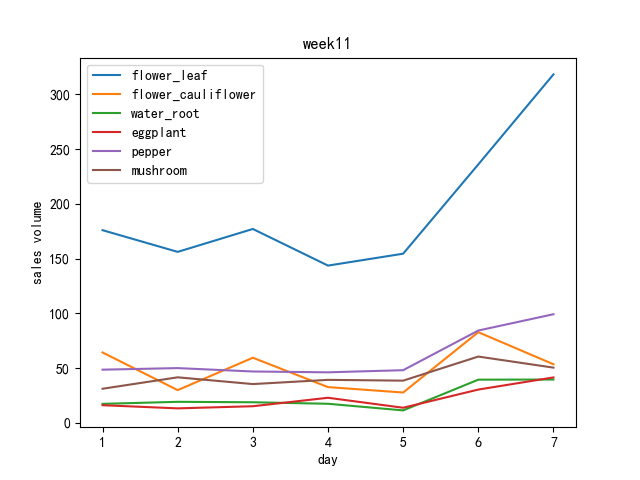 week11
flower_leaf
flower_cauliflower
water_root
eggplant
pepper
mushroom
300
250
200
150
100
50
0
sales volume
1 2 3 4 5 6 7
day